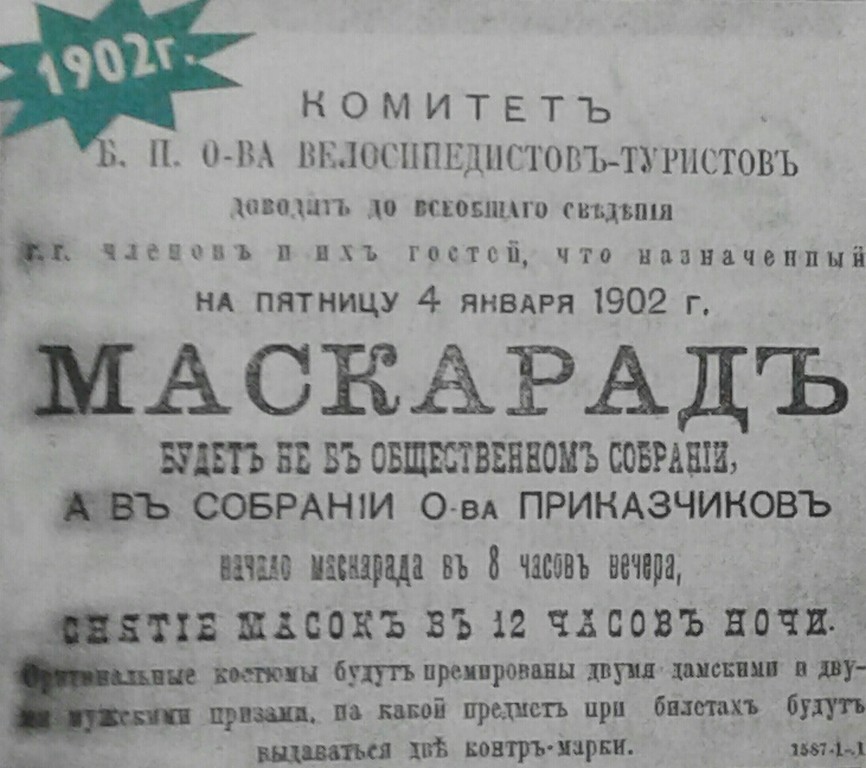 1902г.
КОМИТЕТЪ
Б. П. О-ВА ВЕЛОСИПЕДИСТОВЪ-ТУРИСТОВЪ
доводитъ до всеобщаго свѣдѣнія
г.г. членовъ и ихъ гостей, что назначенный
НА ПЯТНИЦУ 4 ЯНВАРЯ 1902 г.
МАСКАРАДЪ
БУДЕТЪ НЕ ВЪ ОБЩЕСТВЕННОМЪ СОБРАНІИ,
А ВЪ СОБРАНІИ О-ВА ПРИКАЗЧИКОВЪ
начало маскарада въ 8 часовъ вечера,
СНЯТІЕ МАСОКЪ ВЪ 12 ЧАСОВЪ НОЧИ.
Оригинальные костюмы будутъ премированы двумя дамскими и дву-
мя мужскими призами, на какой предметъ при билетахъ будутъ
выдаваться двѣ контръ-марки.
1587-1-.1